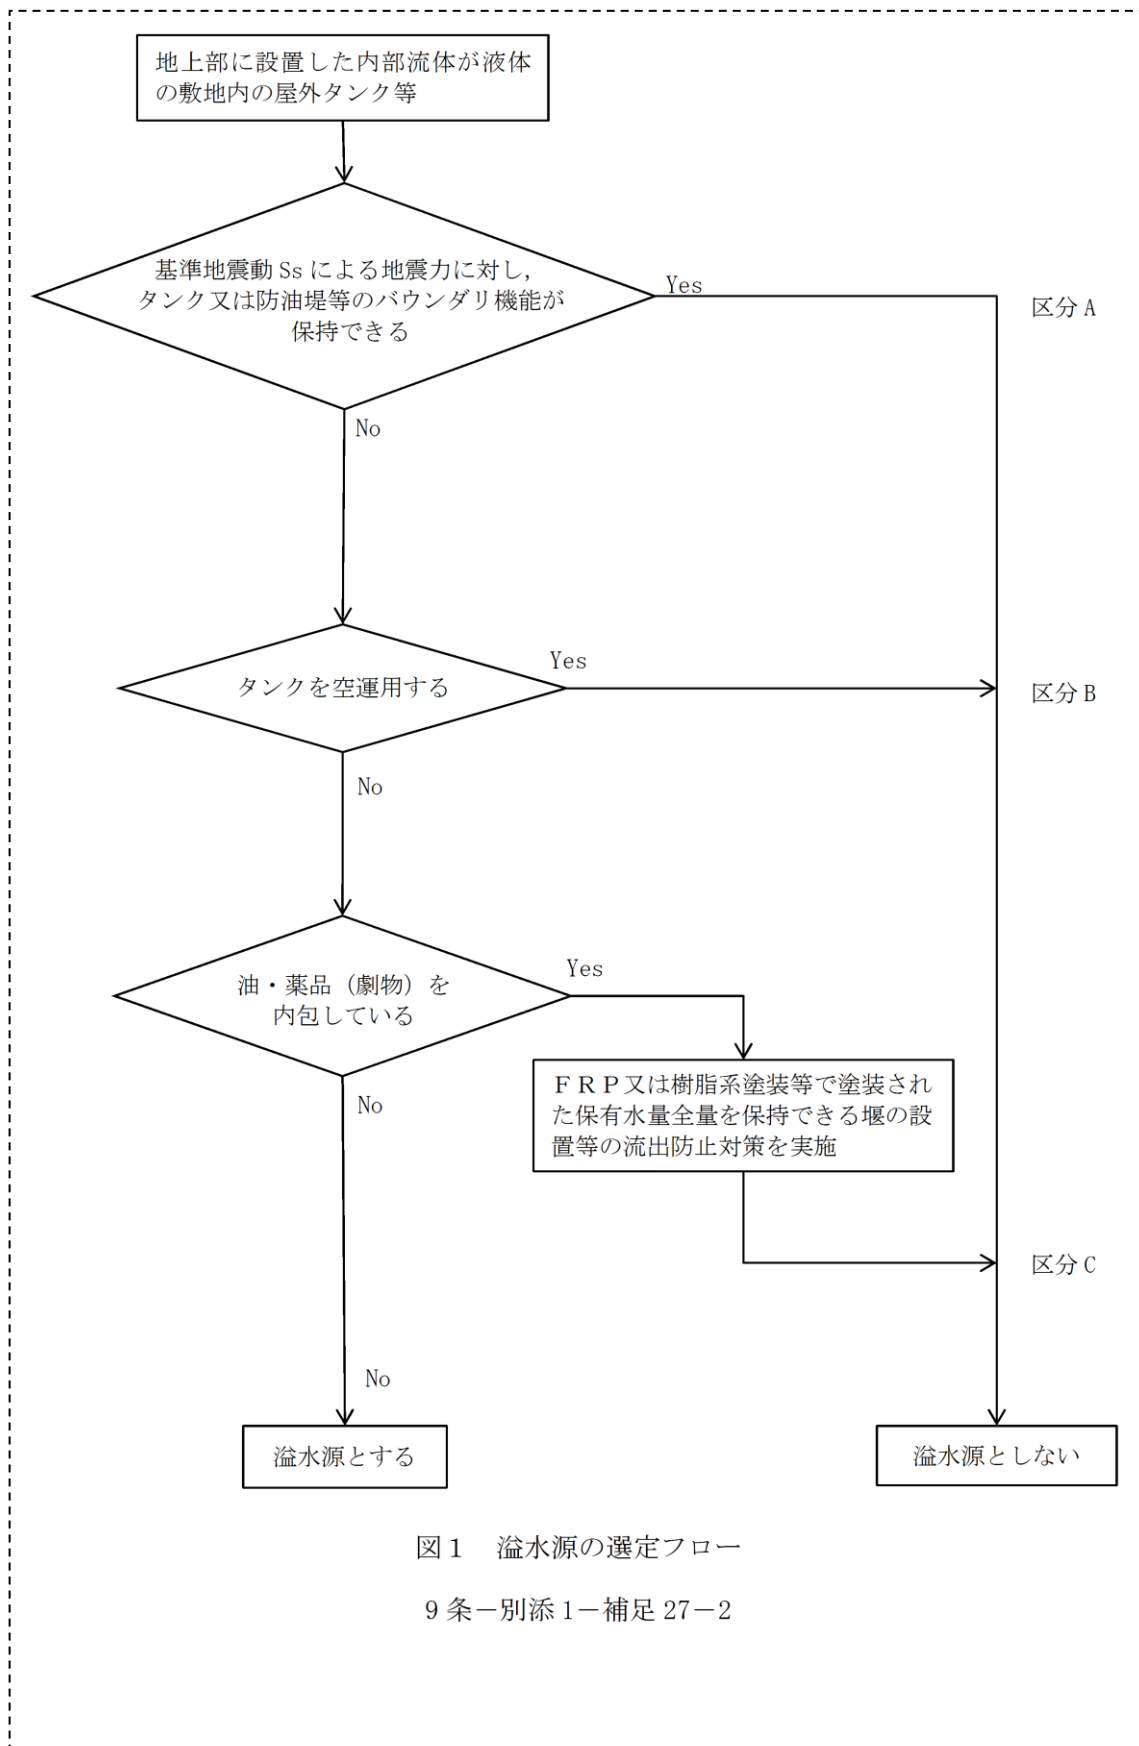 地上部に設置した内部流体が液体
の敷地内の屋外タンク等
基準地震動 Ss による地震力に対し，
タンク又は防油堤等のバウンダリ機能が
保持できる
Yes
区分 A
No
タンクを空運用する
Yes
区分 B
No
油・薬品（劇物）を
内包している
Yes
ＦＲＰ又は樹脂系塗装等で塗装され
た保有水量全量を保持できる堰の設
置等の流出防止対策を実施
No
区分 C
No
溢水源とする
溢水源としない
図１　溢水源の選定フロー
9 条－別添 1－補足 27－2